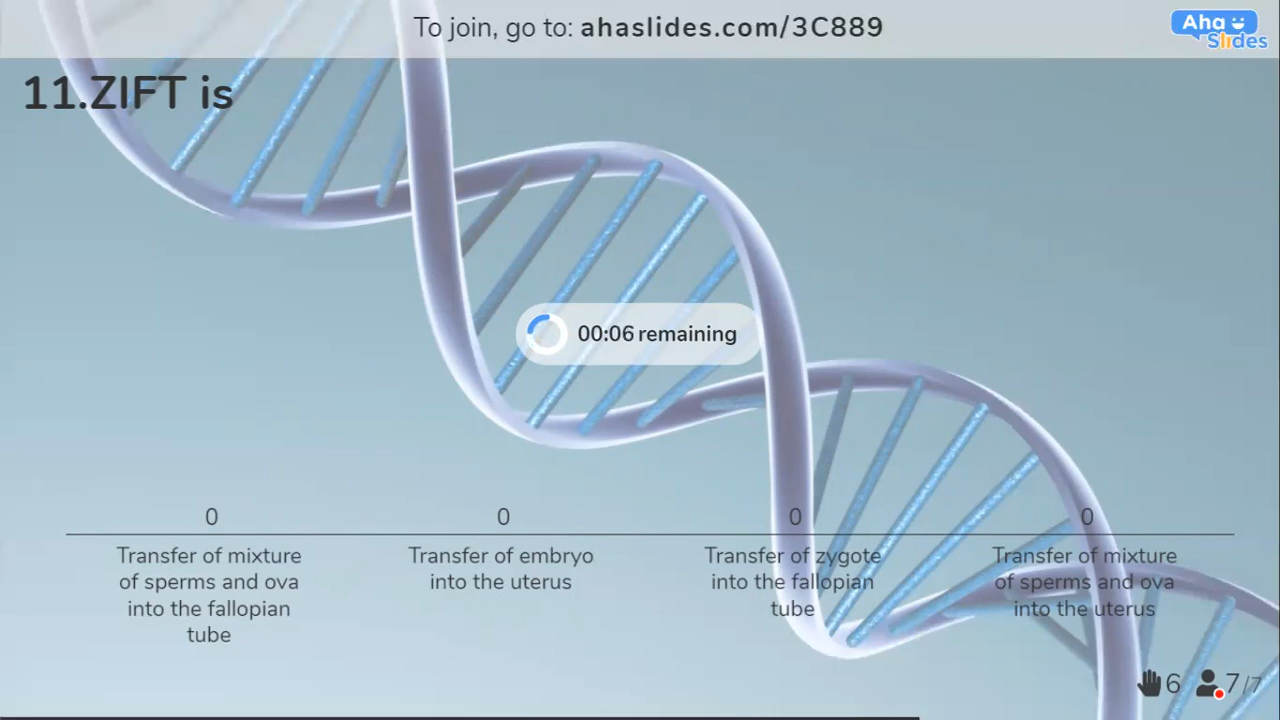 To join, go to: ahaslides.com/3C889
Aha
Slides
11.ZIFT is
00:06 remaining
0
0
0
0
Transfer of mixture
of sperms and ova
into the fallopian
tube
Transfer of embryo
into the uterus
Transfer of zygote
into the fallopian
tube
Transfer of mixture
of sperms and ova
into the uterus
6
7/7